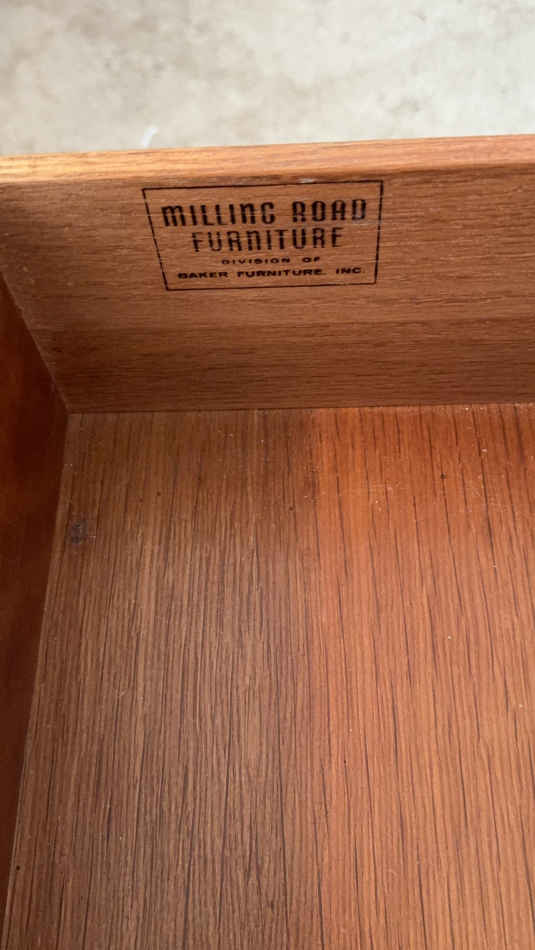 MILLING ROAD
FURNITURE
DIVISION OF
BAKER FURNITURE, INC.